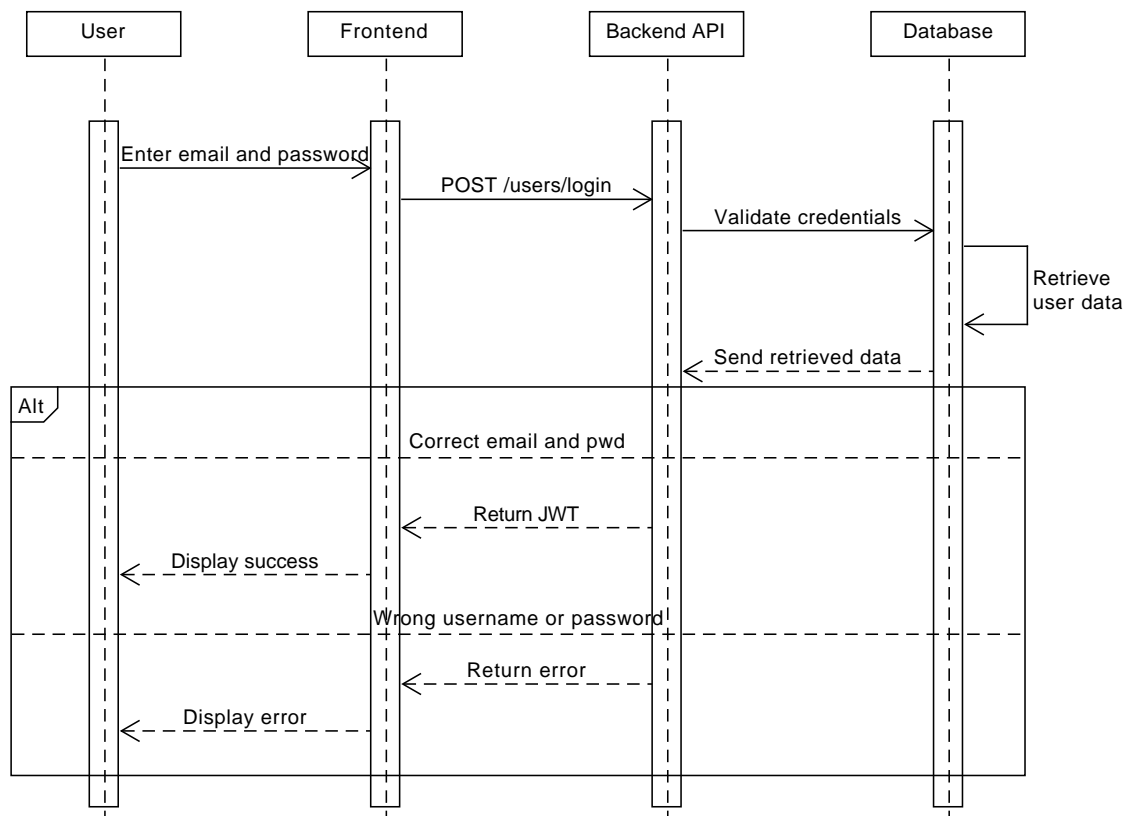 User
Frontend
Backend API
Database
Enter email and password
POST /users/login
Validate credentials
Retrieve
user data
Send retrieved data
Alt
Correct email and pwd
Return JWT
Display success
Wrong username or password
Return error
Display error